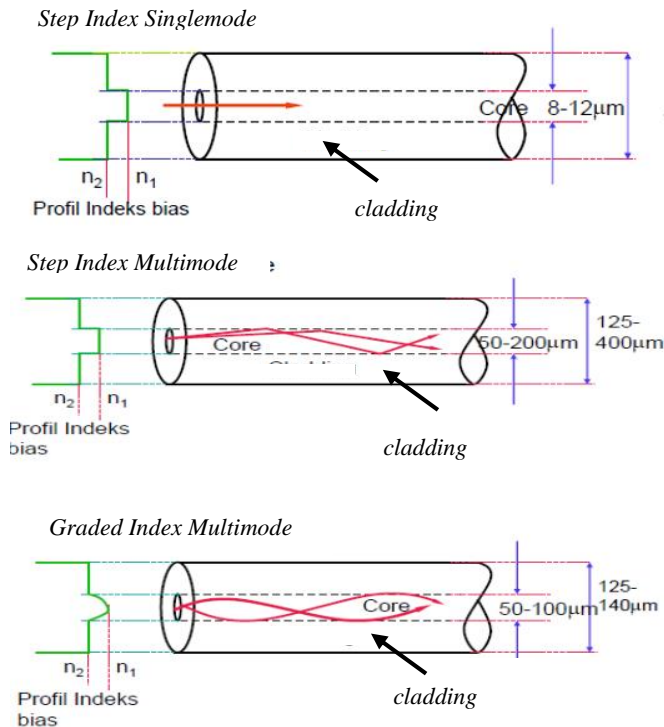 Step Index Singlemode
Core 8-12μm
n₂ n₁
Profil Indeks bias
cladding
Step Index Multimode
Core
50-200μm
125-
400μm
n₂ n₁
Profil Indeks
bias
cladding
Graded Index Multimode
Core
50-100μm
125-
140μm
n₂ n₁
Profil Indeks
bias
cladding